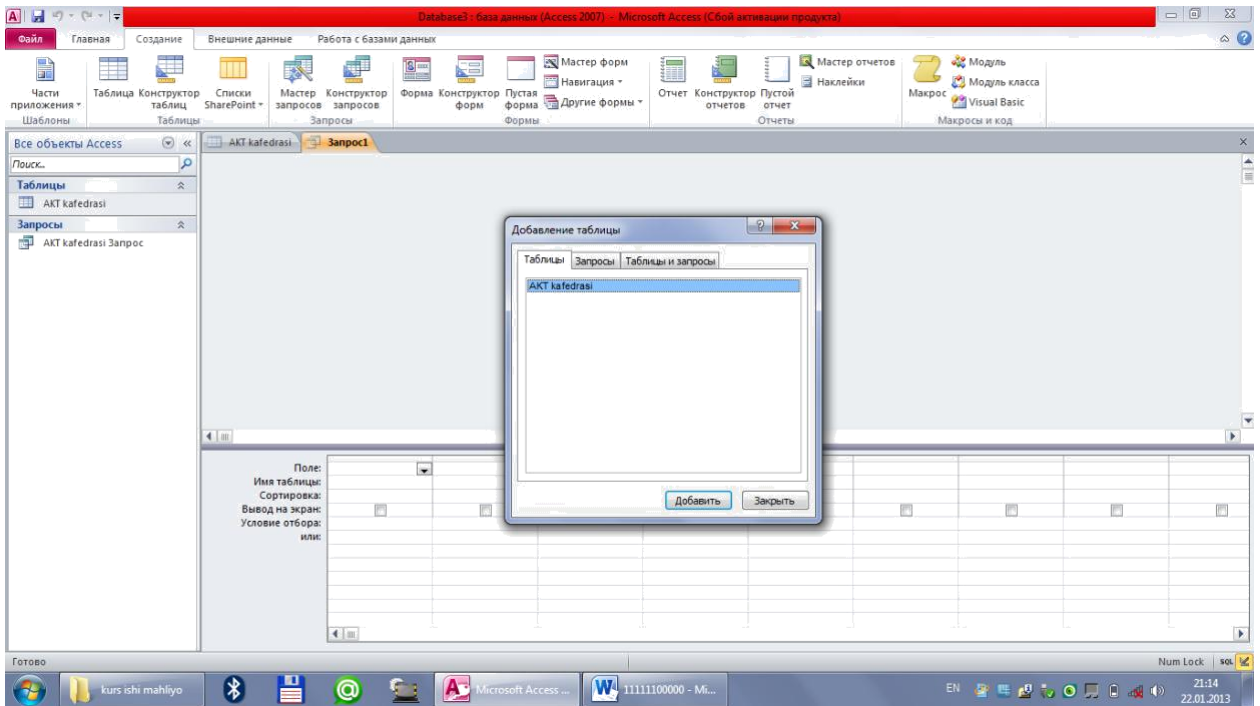 Database3 : база данных (Access 2007) - Microsoft Access (Сбой активации продукта)
Файл Главная Создание Внешние данные Работа с базами данных
Части приложения
Таблица
Конструктор таблиц
Списки SharePoint
Мастер запросов
Конструктор запросов
Форма
Конструктор форм
Пустая форма
Мастер форм
Навигация
Другие формы
Отчет
Конструктор отчетов
Пустой отчет
Мастер отчетов
Наклейки
Макрос
Модуль
Модуль класса
Visual Basic
Шаблоны Таблицы Запросы Формы Отчеты Макросы и код
Все объекты Access
Поиск...
Таблицы
AKT kafedrasi
Запросы
AKT kafedrasi Запрос
AKT kafedrasi Запрос1
Добавление таблицы
Таблицы Запросы Таблицы и запросы
AKT kafedrasi
Добавить Закрыть
Поле:
Имя таблицы:
Сортировка:
Вывод на экран:
Условие отбора:
или:
Готово Num Lock SQL
kurs ishi mahliyo Microsoft Access ... 11111100000 - Mi... EN 21:14
22.01.2013